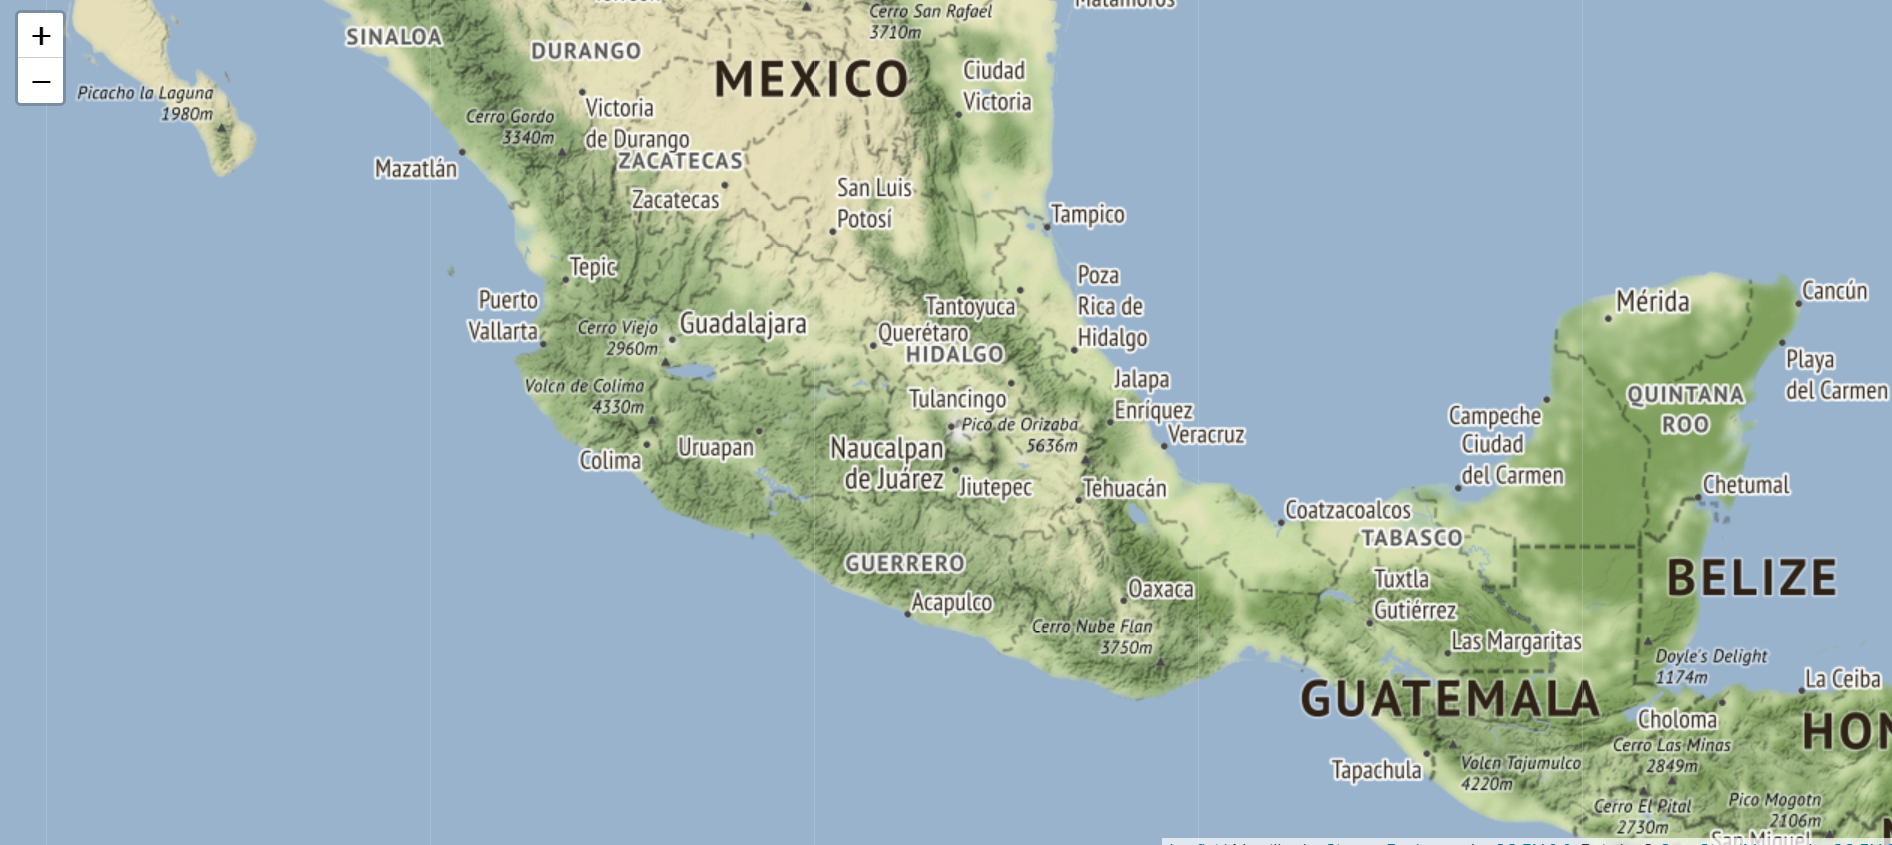 +
−
SINALOA
DURANGO
MEXICO
Cerro San Rafael
3710m
Matamoros
Ciudad
Victoria
Picacho la Laguna
1980m
Cerro Gordo
3340m
Victoria
de Durango
Mazatlán
ZACATECAS
Zacatecas
San Luis
Potosí
Tampico
Tepic
Puerto
Vallarta
Cerro Viejo
2960m
Guadalajara
Tantoyuca
Poza
Rica de
Hidalgo
Querétaro
HIDALGO
Mérida
Cancún
Playa
del Carmen
Volcn de Colima
4330m
Tulancingo
Jalapa
Enríquez
Pico de Orizaba
5636m
Veracruz
QUINTANA
ROO
Campeche
Ciudad
del Carmen
Colima
Uruapan
Naucalpan
de Juárez
Jiutepec
Tehuacán
Chetumal
Coatzacoalcos
TABASCO
GUERRERO
Acapulco
Oaxaca
Tuxtla
Gutiérrez
BELIZE
Cerro Nube Flan
3750m
Las Margaritas
Doyle's Delight
1174m
La Ceiba
GUATEMALA
Choloma
HON
Cerro Las Minas
2849m
Tapachula
Volcn Tajumulco
4220m
Cerro El Pital
2730m
Pico Mogotn
2106m
San Miguel